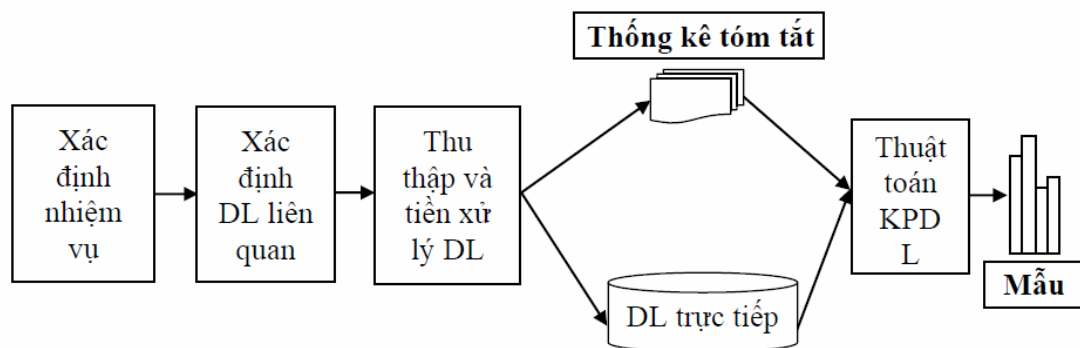 Xác
định
nhiệm
vụ
Xác
định
DL liên
quan
Thu
thập và
tiền xử
lý DL
Thống kê tóm tắt
DL trực tiếp
Thuật
toán
KPD
L
Mẫu